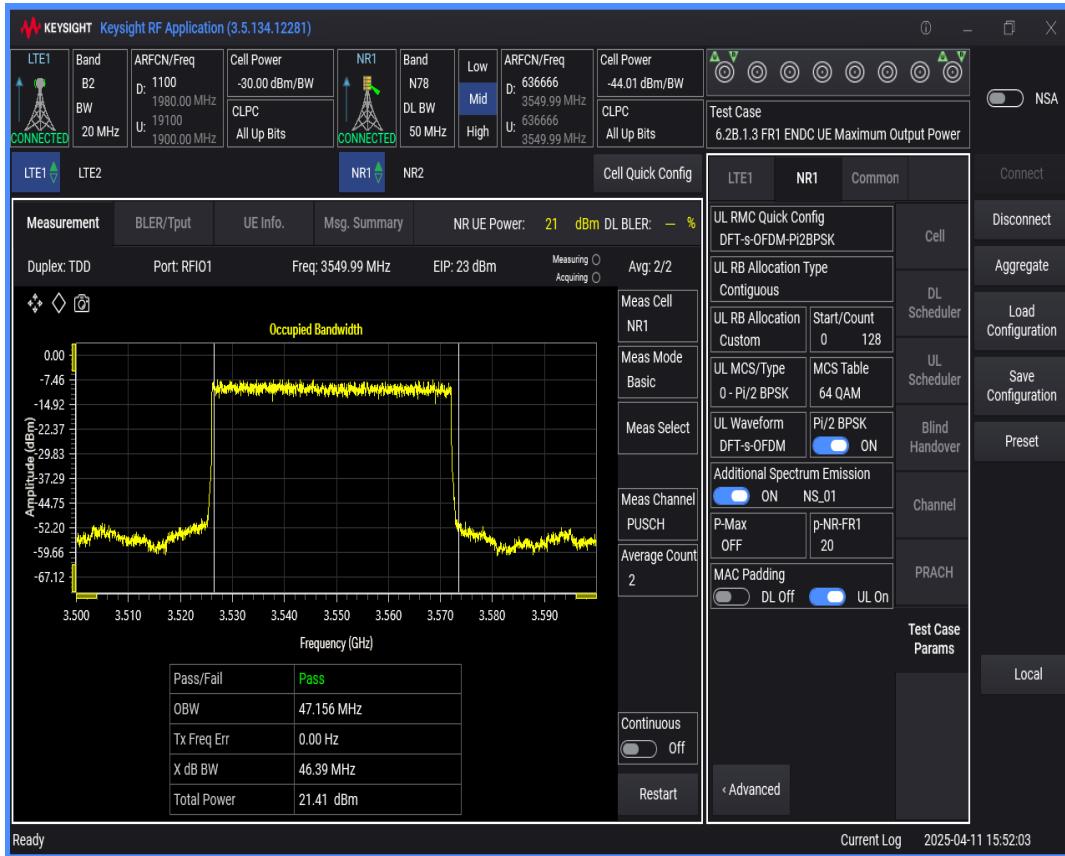 KEYSIGHT Keysight RF Application (3.5.134.12281)
LTE1
CONNECTED
Band
B2
BW
20 MHz
ARFCN/Freq
D: 1100
1980.00 MHz
U: 19100
1900.00 MHz
Cell Power
-30.00 dBm/BW
CLPC
All Up Bits
NR1
CONNECTED
Band
N78
DL BW
50 MHz
Low
Mid
High
ARFCN/Freq
D: 636666
3549.99 MHz
U: 636666
3549.99 MHz
Cell Power
-44.01 dBm/BW
CLPC
All Up Bits
Test Case
6.2B.1.3 FR1 ENDC UE Maximum Output Power
NSA
LTE1 LTE2 NR1 NR2 Cell Quick Config
Measurement BLER/Tput UE Info. Msg. Summary NR UE Power: 21 dBm DL BLER: — %
Duplex: TDD Port: RFIO1 Freq: 3549.99 MHz EIP: 23 dBm Measuring Avg: 2/2
Acquiring
Occupied Bandwidth
Amplitude (dBm)
0.00
-7.46
-14.92
-22.37
-29.83
-37.29
-44.75
-52.20
-59.66
-67.12
3.500 3.510 3.520 3.530 3.540 3.550 3.560 3.570 3.580 3.590
Frequency (GHz)
Pass/Fail Pass
OBW 47.156 MHz
Tx Freq Err 0.00 Hz
X dB BW 46.39 MHz
Total Power 21.41 dBm
Meas Cell
NR1
Meas Mode
Basic
Meas Select
Meas Channel
PUSCH
Average Count
2
Continuous
Off
Restart
LTE1 NR1 Common
UL RMC Quick Config
DFT-s-OFDM-Pi2BPSK
UL RB Allocation Type
Contiguous
UL RB Allocation Start/Count
Custom 0 128
UL MCS/Type MCS Table
0 - Pi/2 BPSK 64 QAM
UL Waveform Pi/2 BPSK
DFT-s-OFDM ON
Additional Spectrum Emission
ON NS_01
P-Max p-NR-FR1
OFF 20
MAC Padding
DL Off UL On
‹ Advanced
Cell
DL
Scheduler
UL
Scheduler
Blind
Handover
Channel
PRACH
Test Case
Params
Connect
Disconnect
Aggregate
Load
Configuration
Save
Configuration
Preset
Local
Ready Current Log 2025-04-11 15:52:03